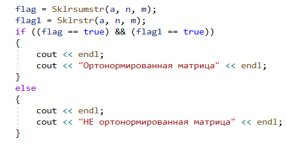 flag = Sklrsumstr(a, n, m);
flag1 = Sklrstr(a, n, m);
if ((flag == true) && (flag1 == true))
{
cout << endl;
cout << "Ортонормированная матрица" << endl;
}
else
{
cout << endl;
cout << "НЕ ортонормированная матрица" << endl;
}